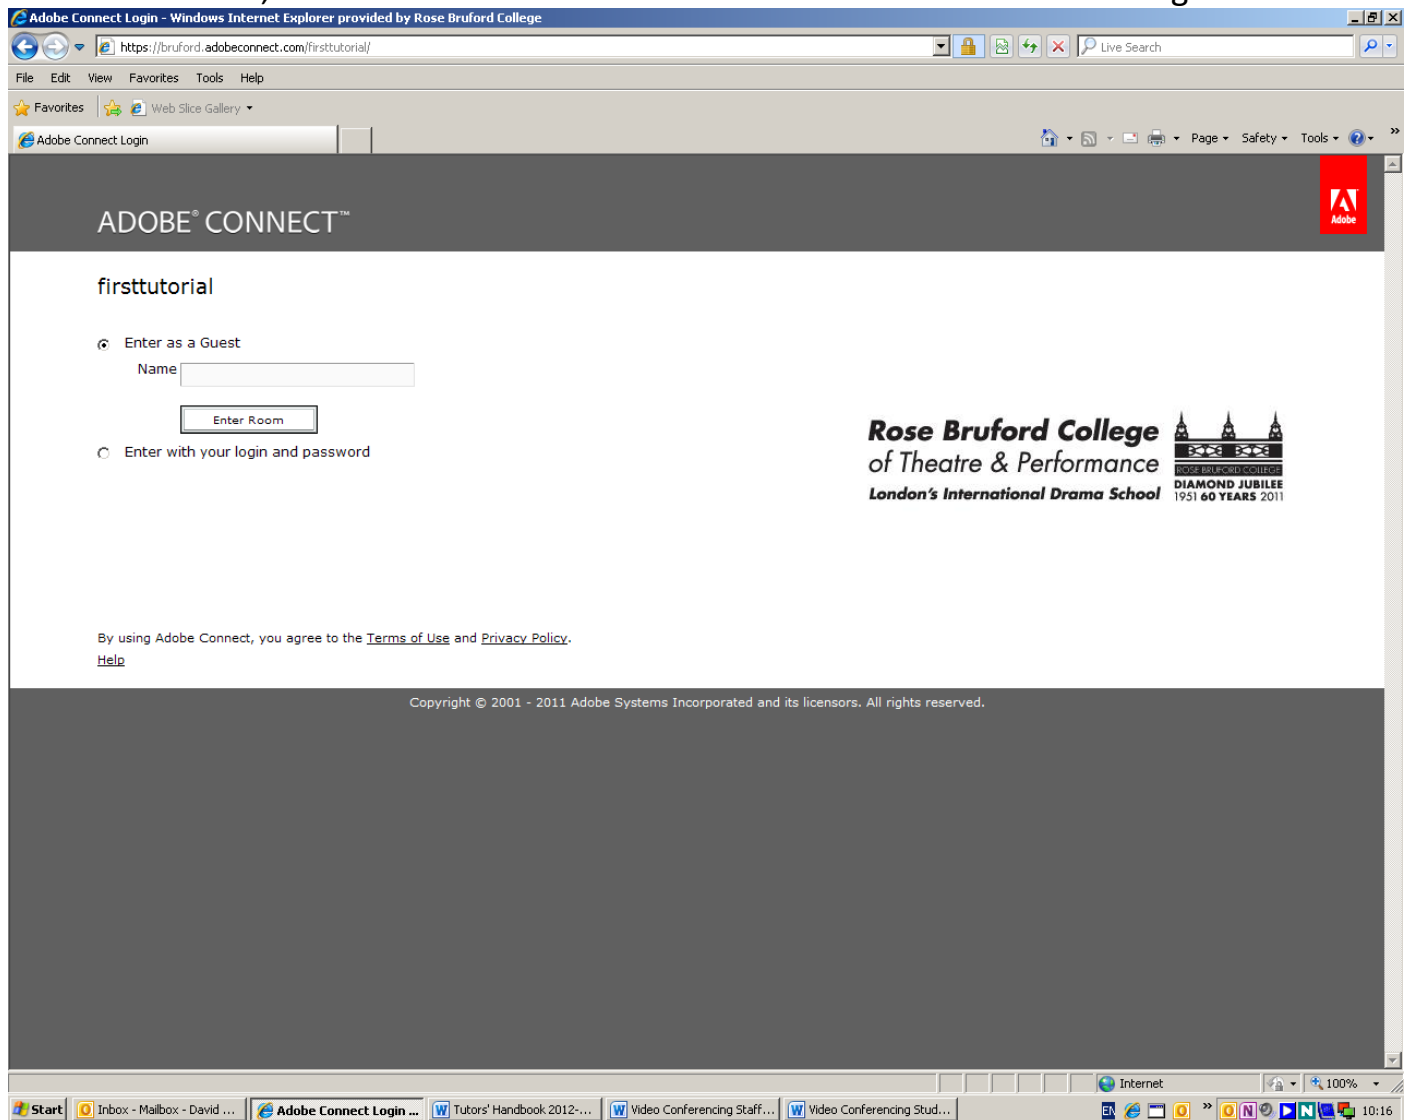 Adobe Connect Login - Windows Internet Explorer provided by Rose Bruford College
https://bruford.adobeconnect.com/firsttutorial/
Live Search
File Edit View Favorites Tools Help
Favorites Web Slice Gallery
Adobe Connect Login
Page Safety Tools »
ADOBE® CONNECT™
Adobe
firsttutorial
Enter as a Guest
Name
Enter Room
Enter with your login and password
Rose Bruford College
of Theatre & Performance
London's International Drama School
ROSE BRUFORD COLLEGE
DIAMOND JUBILEE
1951 60 YEARS 2011
By using Adobe Connect, you agree to the Terms of Use and Privacy Policy.
Help
Copyright © 2001 - 2011 Adobe Systems Incorporated and its licensors. All rights reserved.
Internet 100%
Start Inbox - Mailbox - David ... Adobe Connect Login ... Tutors' Handbook 2012-... Video Conferencing Staff... Video Conferencing Stud... EN » 10:16